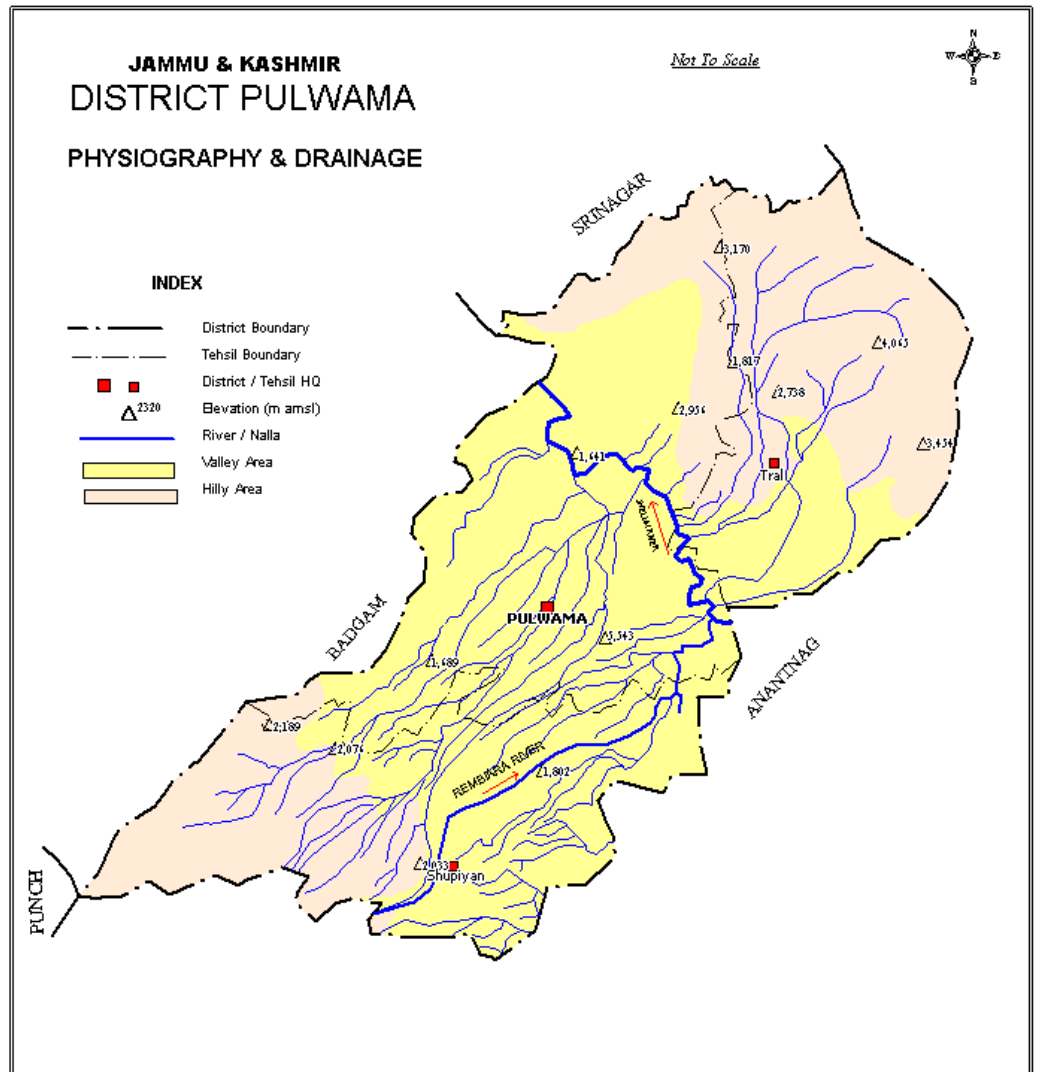 JAMMU & KASHMIR
DISTRICT PULWAMA
PHYSIOGRAPHY & DRAINAGE
Not To Scale
N
W
E
S
INDEX
District Boundary
Tehsil Boundary
District / Tehsil HQ
2320
Elevation (m amsl)
River / Nalla
Valley Area
Hilly Area
SRINAGAR
3,170
4,065
1,817
2,738
2,956
3,454
1,641
Tral
PULWAMA
5,543
BADGAM
1,689
ANANTNAG
2,189
2,076
REMBIARA RIVER
1,802
2,033
Shupiyan
PUNCH